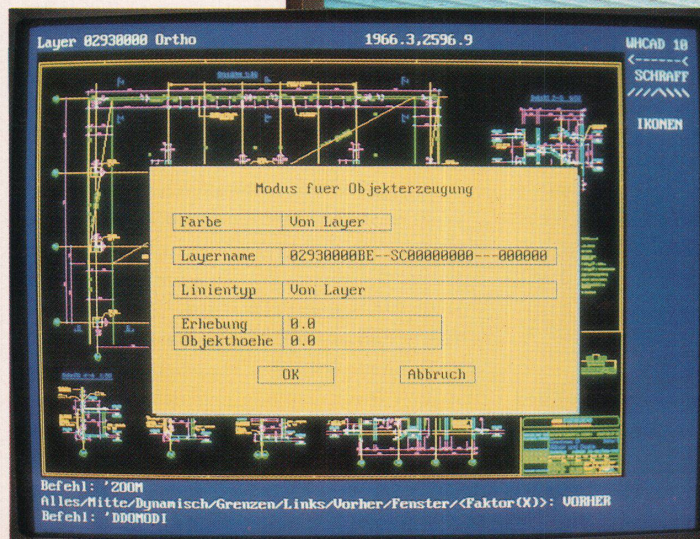 Layer 02930000 Ortho 1966.3,2596.9 WHCAD 10
<------<
SCHRAFF
////\\\\
IKONEN
Modus fuer Objekterzeugung
Farbe Von Layer
Layername 02930000BE--SC00000000---000000
Linientyp Von Layer
Erhebung 0.0
Objekthoehe 0.0
OK Abbruch
Befehl: 'ZOOM
Alles/Mitte/Dynamisch/Grenzen/Links/Vorher/Fenster/<Faktor(X)>: VORHER
Befehl: 'DDOMODI